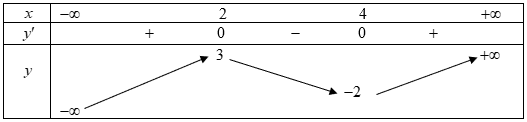 x −∞ 2 4 +∞
y′ + 0 − 0 +
3 +∞
y
−2
−∞